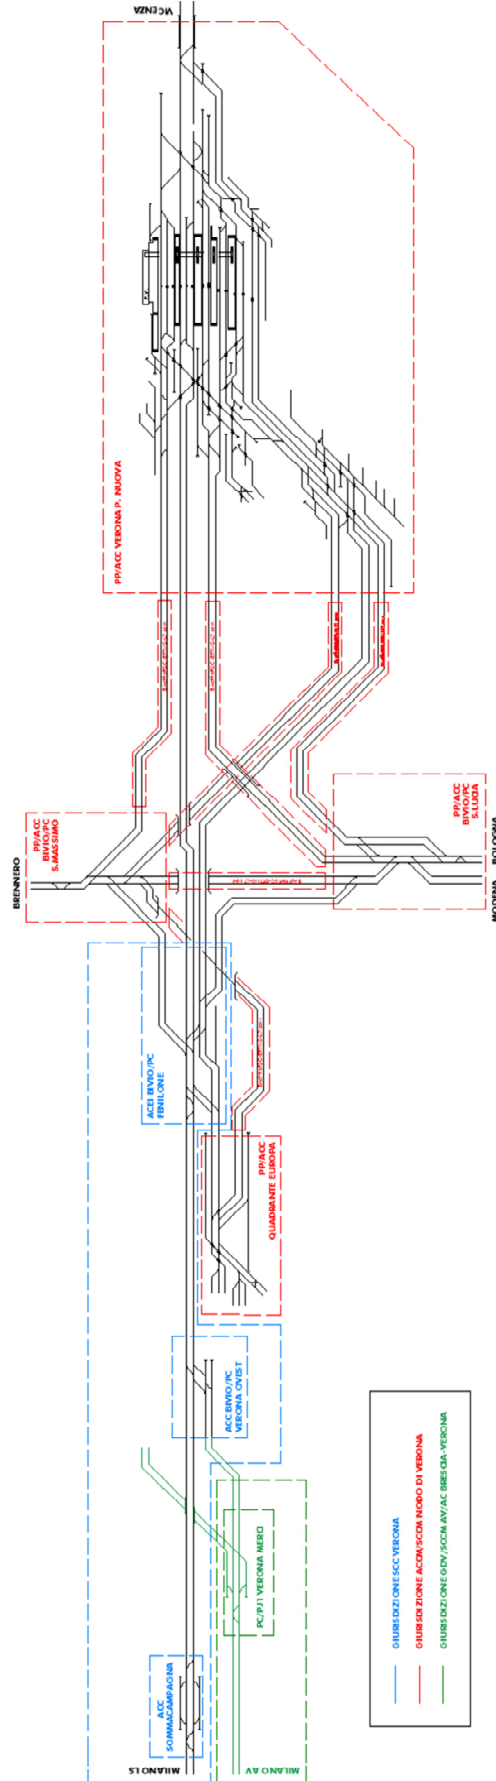 VICENZA
PP/ACC VERONA P. NUOVA
BRENNERO
PP/ACC
BIVIO/PC
S.MASSIMO
PP/ACC
BIVIO/PC
S.LUCIA
BOLOGNA
MODENA
ACEI BIVIO/PC
FENILONE
PP/ACC
QUADRANTE EUROPA
ACC BIVIO/PC
VERONA OVEST
PC/PJ1 VERONA MERCI
ACC
SOMMACAMPAGNA
MILANO LS
MILANO AV
GIURISDIZIONE SCC VERONA
GIURISDIZIONE ACCM/SCCM NODO DI VERONA
GIURISDIZIONE GDV/SCCM AV/AC BRESCIA-VERONA